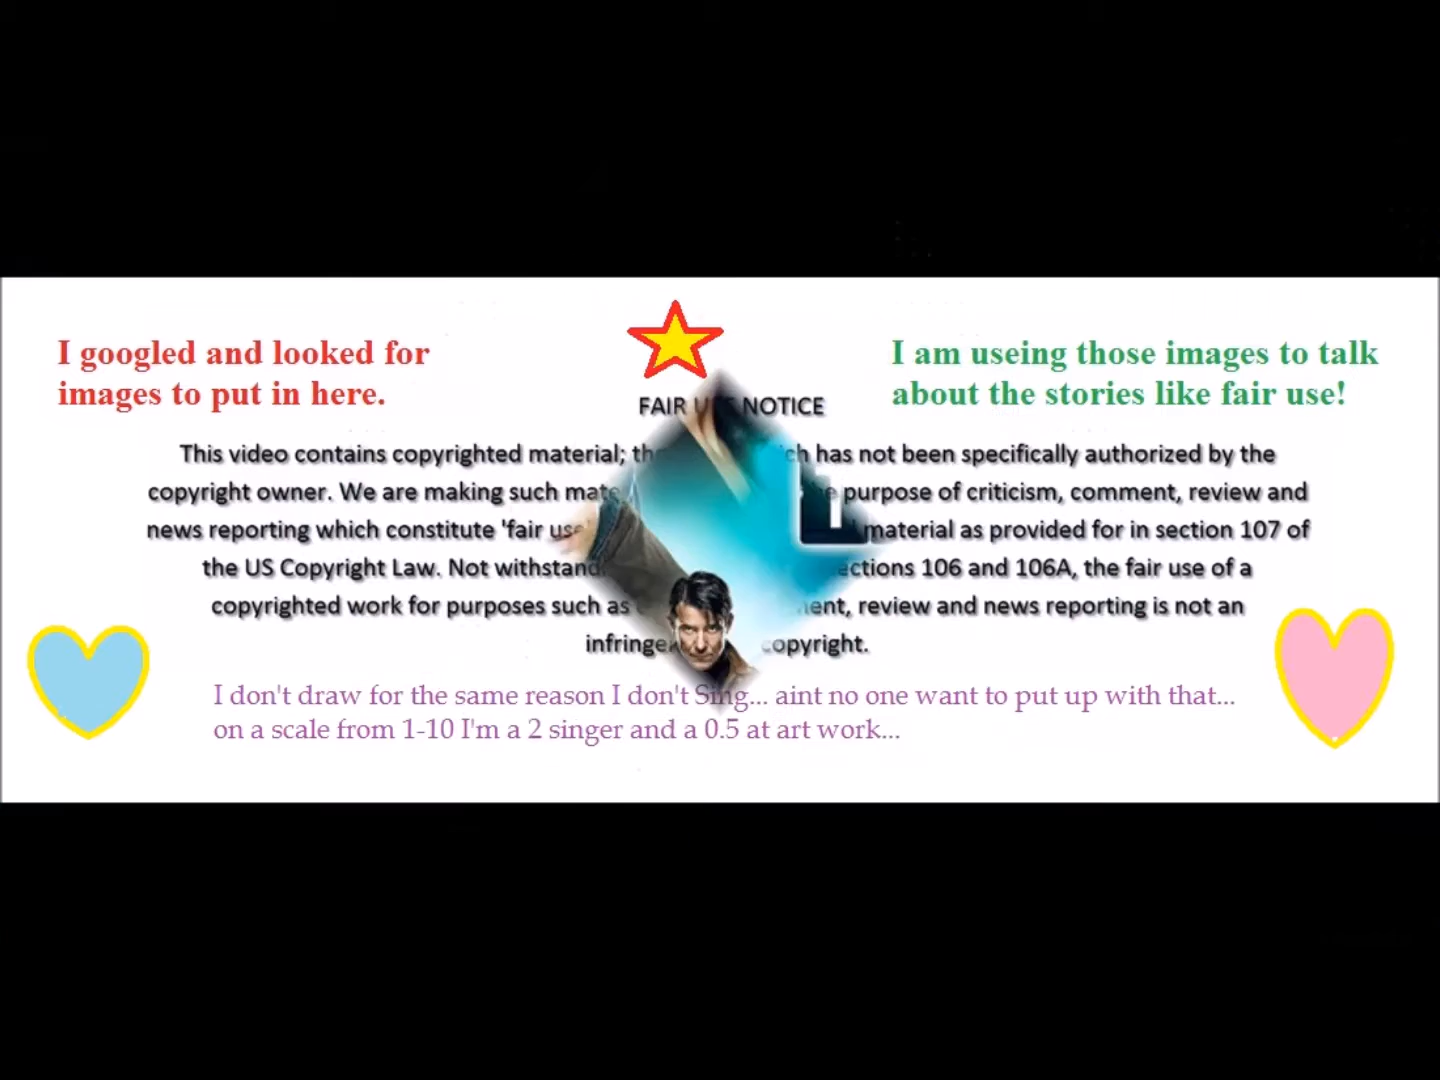 I googled and looked for
images to put in here.
I am useing those images to talk
about the stories like fair use!
FAIR NOTICE
This video contains copyrighted material; has not been specifically authorized by the
copyright owner. We are making such purpose of criticism, comment, review and
news reporting which constitute 'fair material as provided for in section 107 of
the US Copyright Law. Not 106 and 106A, the fair use of a
copyrighted work for purposes such as review and news reporting is not an
copyright.
I don't draw for the same reason I don't Sing... aint no one want to put up with that...
on a scale from 1-10 I'm a 2 singer and a 0.5 at art work...